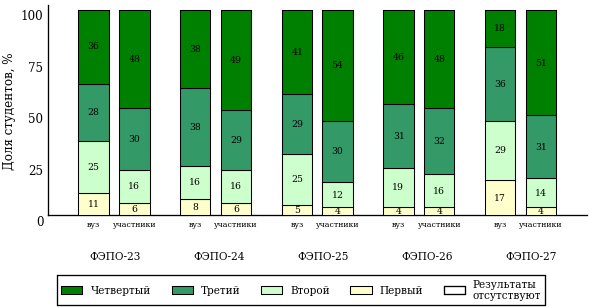 100
75
50
25
0
Доля студентов, %
36 48 38 49 41 54 46 48 18 51
28 30 38 29 29 30 31 32 36 31
25 16 16 16 25 12 19 16 29 14
11 6 8 6 5 4 4 4 17 4
вуз участники вуз участники вуз участники вуз участники вуз участники
ФЭПО-23 ФЭПО-24 ФЭПО-25 ФЭПО-26 ФЭПО-27
Четвертый Третий Второй Первый Результаты
отсутствуют